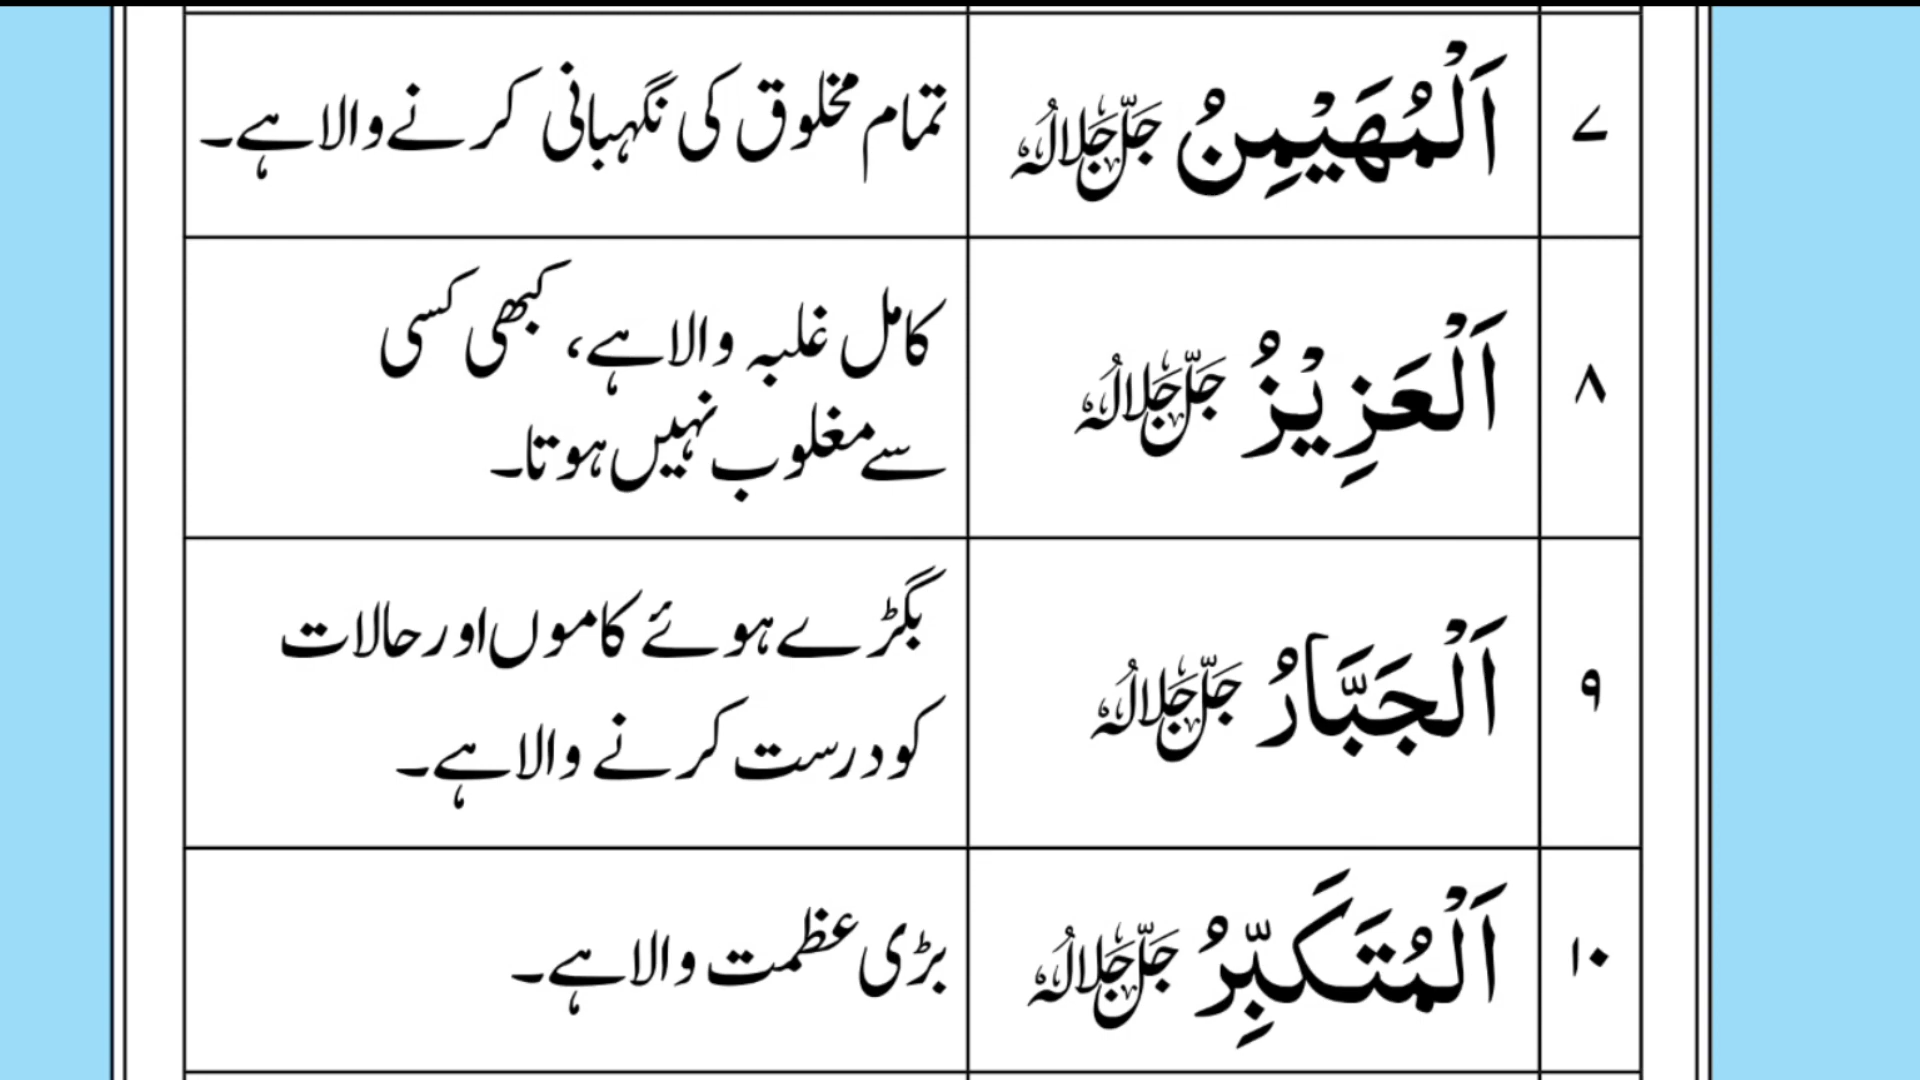 ۷ اَلْمُهَيْمِنُ جَلَّ جَلَالُهٗ تمام مخلوق کی نگہبانی کرنے والا ہے۔
۸ اَلْعَزِيْزُ جَلَّ جَلَالُهٗ کامل غلبہ والا ہے، کبھی کسی
سے مغلوب نہیں ہوتا۔
۹ اَلْجَبَّارُ جَلَّ جَلَالُهٗ بگڑے ہوئے کاموں اور حالات
کو درست کرنے والا ہے۔
۱۰ اَلْمُتَكَبِّرُ جَلَّ جَلَالُهٗ بڑی عظمت والا ہے۔